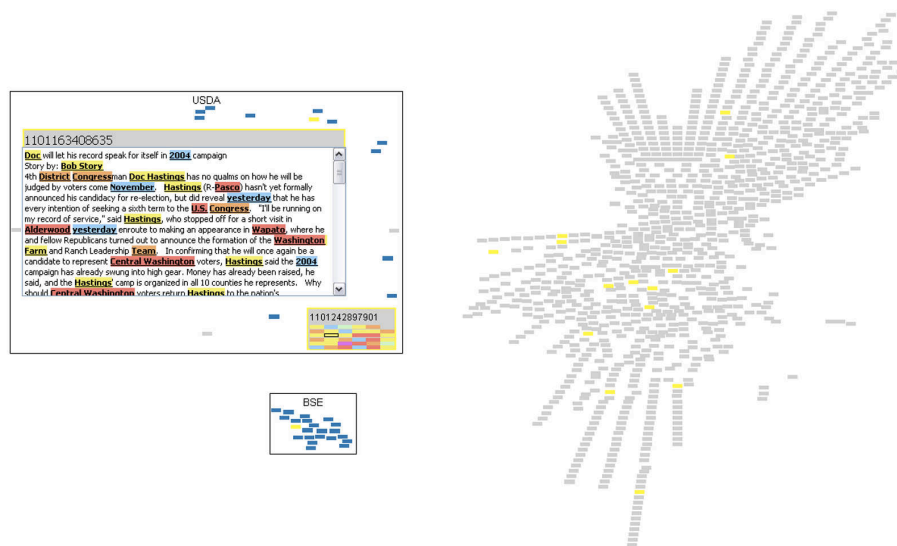 USDA
1101163408635
Doc will let his record speak for itself in 2004 campaign
Story by: Bob Story
4th District Congressman Doc Hastings has no qualms on how he will be
judged by voters come November. Hastings (R-Pasco) hasn't yet formally
announced his candidacy for re-election, but did reveal yesterday that he has
every intention of seeking a sixth term to the U.S. Congress. "I'll be running on
my record of service," said Hastings, who stopped off for a short visit in
Alderwood yesterday enroute to making an appearance in Wapato, where he
and fellow Republicans turned out to announce the formation of the Washington
Farm and Ranch Leadership Team. In confirming that he will once again be a
candidate to represent Central Washington voters, Hastings said the 2004
campaign has already swung into high gear. Money has already been raised, he
said, and the Hastings' camp is organized in all 10 counties he represents. Why
should Central Washington voters return Hastings to the nation's
1101242897901
BSE